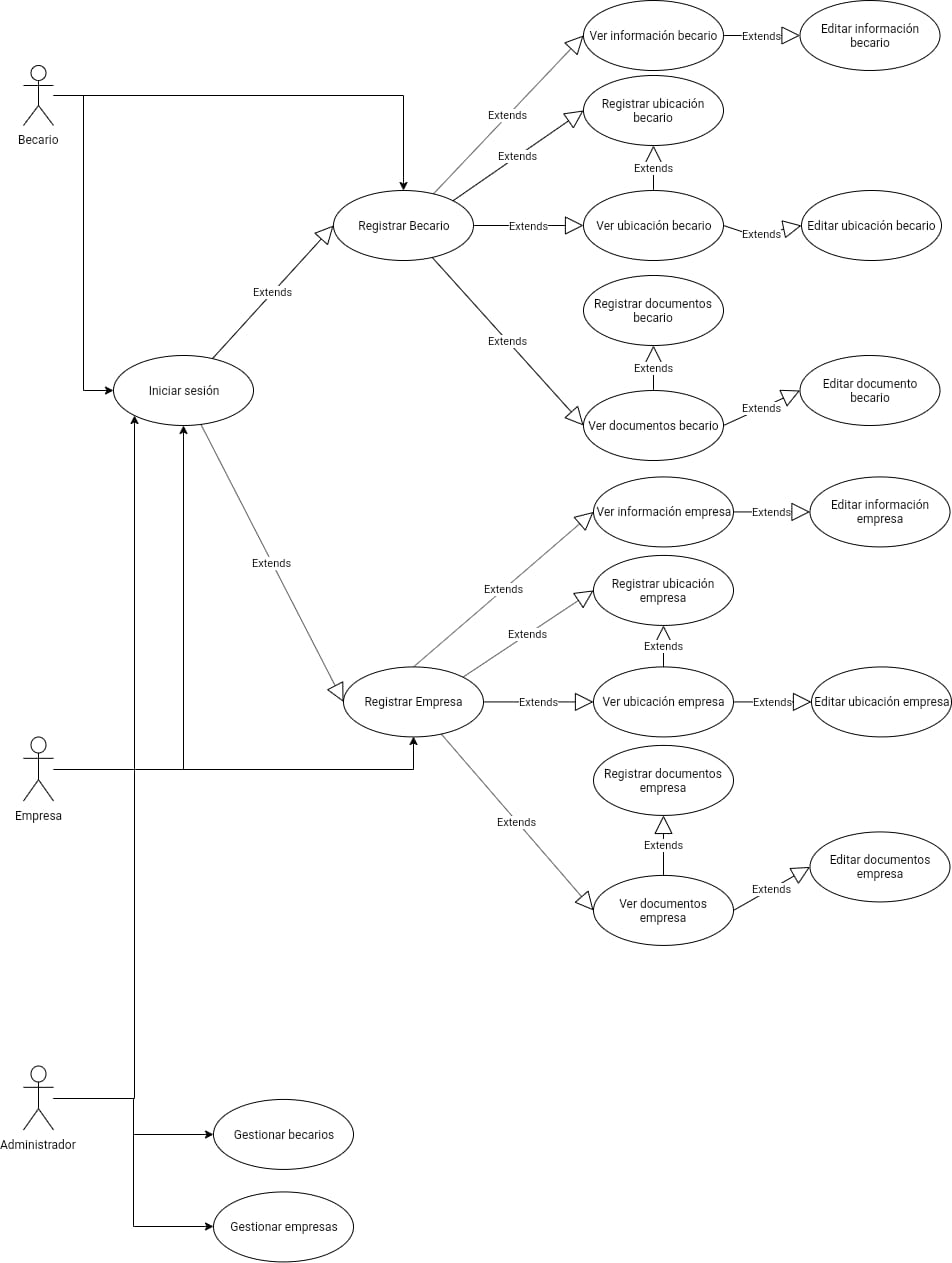 Ver información becario
Extends
Editar información
becario
Becario
Extends
Registrar ubicación
becario
Extends
Extends
Registrar Becario
Extends
Ver ubicación becario
Extends
Editar ubicación becario
Extends
Registrar documentos
becario
Extends
Extends
Iniciar sesión
Editar documento
becario
Extends
Ver documentos becario
Ver información empresa
Extends
Editar información
empresa
Extends
Extends
Registrar ubicación
empresa
Extends
Extends
Registrar Empresa
Extends
Ver ubicación empresa
Extends
Editar ubicación empresa
Registrar documentos
empresa
Empresa
Extends
Extends
Editar documentos
empresa
Extends
Ver documentos
empresa
Administrador
Gestionar becarios
Gestionar empresas